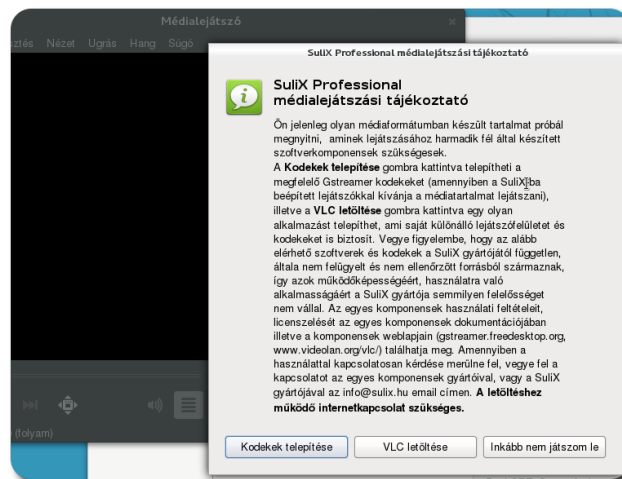 Médialejátszó
Nézet Ugrás Hang Súgó
SuliX Professional médialejátszási tájékoztató
SuliX Professional
médialejátszási tájékoztató
Ön jelenleg olyan médiaformátumban készült tartalmat próbál
megnyitni, aminek lejátszásához harmadik fél által készített
szoftverkomponensek szükségesek.
A Kodekek telepítése gombra kattintva telepítheti a
megfelelő Gstreamer kodekeket (amennyiben a SuliX-ba
beépített lejátszókkal kívánja a médiatartalmat lejátszani),
illetve a VLC letöltése gombra kattintva egy olyan
alkalmazást telepíthet, ami saját különálló lejátszófelületet és
kodekeket is biztosít. Vegye figyelembe, hogy az alább
elérhető szoftverek és kodekek a SuliX gyártójától független,
általa nem felügyelt és nem ellenőrzött forrásból származnak,
így azok működőképességéért, használatra való
alkalmasságáért a SuliX gyártója semmilyen felelősséget
nem vállal. Az egyes komponensek használati feltételeit,
licenszelését az egyes komponensek dokumentációjában
illetve a komponensek weblapjain (gstreamer.freedesktop.org,
www.videolan.org/vlc/) találhatja meg. Amennyiben a
használattal kapcsolatosan kérdése merülne fel, vegye fel a
kapcsolatot az egyes komponensek gyártóival, vagy a SuliX
gyártójával az info@sulix.hu email címen. A letöltéshez
működő internetkapcsolat szükséges.
(folyam)
Kodekek telepítése VLC letöltése Inkább nem játszom le